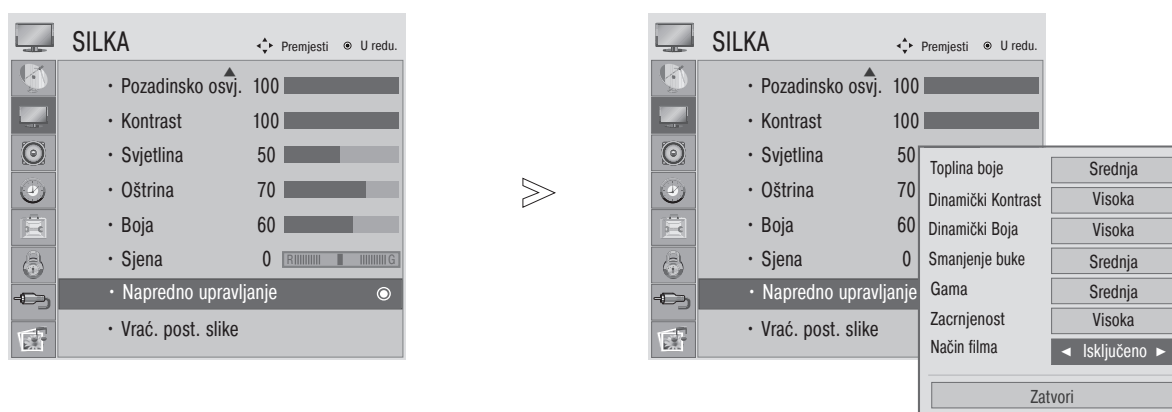 SILKA
Premjesti U redu.
· Pozadinsko osvj. 100
· Kontrast 100
· Svjetlina 50
· Oštrina 70
· Boja 60
· Sjena 0 R G
· Napredno upravljanje
· Vrać. post. slike
SILKA
Premjesti U redu.
· Pozadinsko osvj. 100
· Kontrast 100
· Svjetlina 50
· Oštrina 70
· Boja 60
· Sjena 0
· Napredno upravljanje
· Vrać. post. slike
Toplina boje Srednja
Dinamički Kontrast Visoka
Dinamički Boja Visoka
Smanjenje buke Srednja
Gama Srednja
Zacrnjenost Visoka
Način filma ◄ Isključeno ►
Zatvori